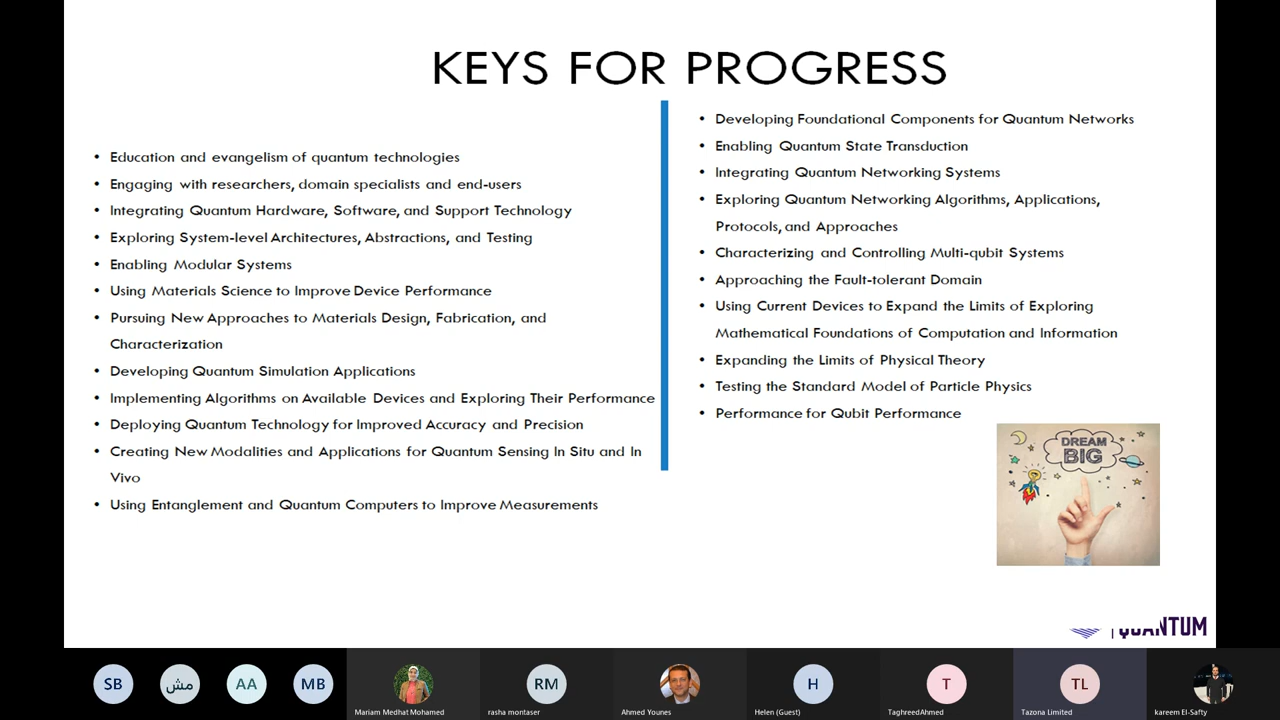 KEYS FOR PROGRESS
• Education and evangelism of quantum technologies
• Engaging with researchers, domain specialists and end-users
• Integrating Quantum Hardware, Software, and Support Technology
• Exploring System-level Architectures, Abstractions, and Testing
• Enabling Modular Systems
• Using Materials Science to Improve Device Performance
• Pursuing New Approaches to Materials Design, Fabrication, and
Characterization
• Developing Quantum Simulation Applications
• Implementing Algorithms on Available Devices and Exploring Their Performance
• Deploying Quantum Technology for Improved Accuracy and Precision
• Creating New Modalities and Applications for Quantum Sensing In Situ and In
Vivo
• Using Entanglement and Quantum Computers to Improve Measurements
• Developing Foundational Components for Quantum Networks
• Enabling Quantum State Transduction
• Integrating Quantum Networking Systems
• Exploring Quantum Networking Algorithms, Applications,
Protocols, and Approaches
• Characterizing and Controlling Multi-qubit Systems
• Approaching the Fault-tolerant Domain
• Using Current Devices to Expand the Limits of Exploring
Mathematical Foundations of Computation and Information
• Expanding the Limits of Physical Theory
• Testing the Standard Model of Particle Physics
• Performance for Qubit Performance
DREAM
BIG
QUANTUM
SB
مش
AA
MB
Mariam Medhat Mohamed
RM
rasha montaser
Ahmed Younes
H
Helen (Guest)
T
TaghreedAhmed
TL
Tazona Limited
kareem El-Safty